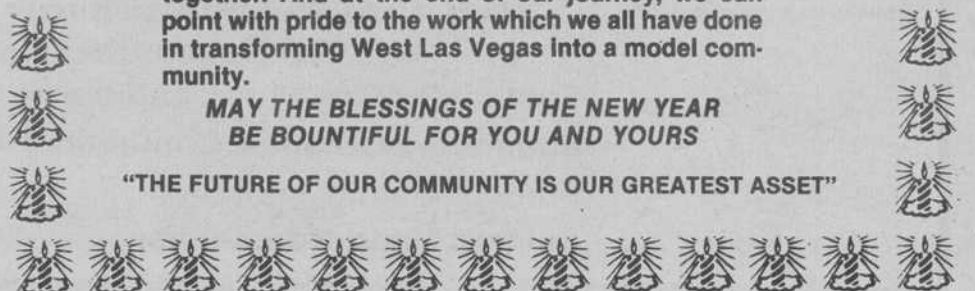 point with pride to the work which we all have done
in transforming West Las Vegas into a model com-
munity.
MAY THE BLESSINGS OF THE NEW YEAR
BE BOUNTIFUL FOR YOU AND YOURS
“THE FUTURE OF OUR COMMUNITY IS OUR GREATEST ASSET”